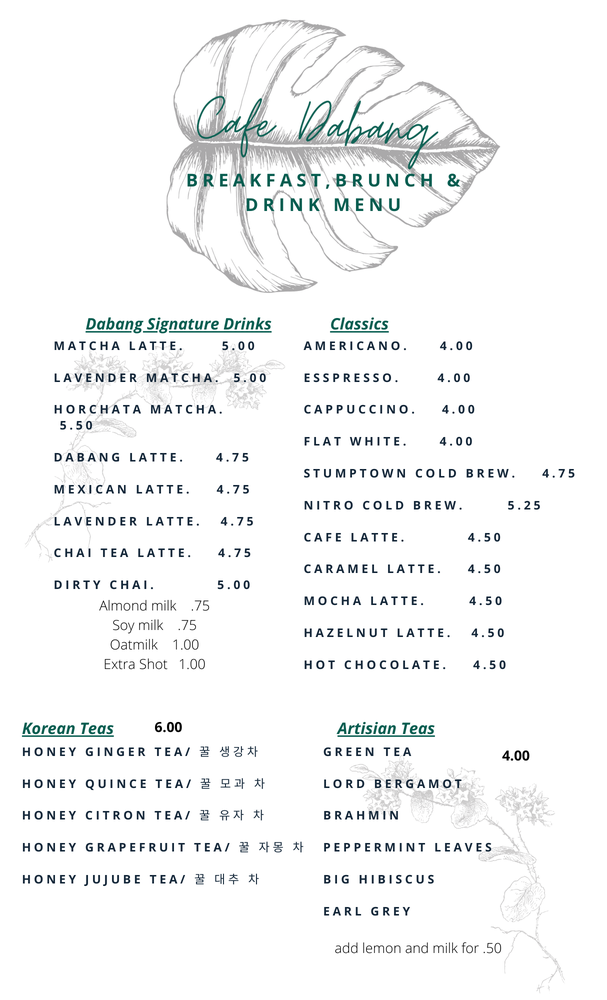 Cafe Dabang
BREAKFAST,BRUNCH &
DRINK MENU
Dabang Signature Drinks
MATCHA LATTE. 5.00
LAVENDER MATCHA. 5.00
HORCHATA MATCHA.
5.50
DABANG LATTE. 4.75
MEXICAN LATTE. 4.75
LAVENDER LATTE. 4.75
CHAI TEA LATTE. 4.75
DIRTY CHAI. 5.00
Almond milk .75
Soy milk .75
Oatmilk 1.00
Extra Shot 1.00
Classics
AMERICANO. 4.00
ESSPRESSO. 4.00
CAPPUCCINO. 4.00
FLAT WHITE. 4.00
STUMPTOWN COLD BREW. 4.75
NITRO COLD BREW. 5.25
CAFE LATTE. 4.50
CARAMEL LATTE. 4.50
MOCHA LATTE. 4.50
HAZELNUT LATTE. 4.50
HOT CHOCOLATE. 4.50
Korean Teas 6.00
HONEY GINGER TEA/ 꿀 생강차
HONEY QUINCE TEA/ 꿀 모과 차
HONEY CITRON TEA/ 꿀 유자 차
HONEY GRAPEFRUIT TEA/ 꿀 자몽 차
HONEY JUJUBE TEA/ 꿀 대추 차
Artisian Teas
GREEN TEA 4.00
LORD BERGAMOT
BRAHMIN
PEPPERMINT LEAVES
BIG HIBISCUS
EARL GREY
add lemon and milk for .50